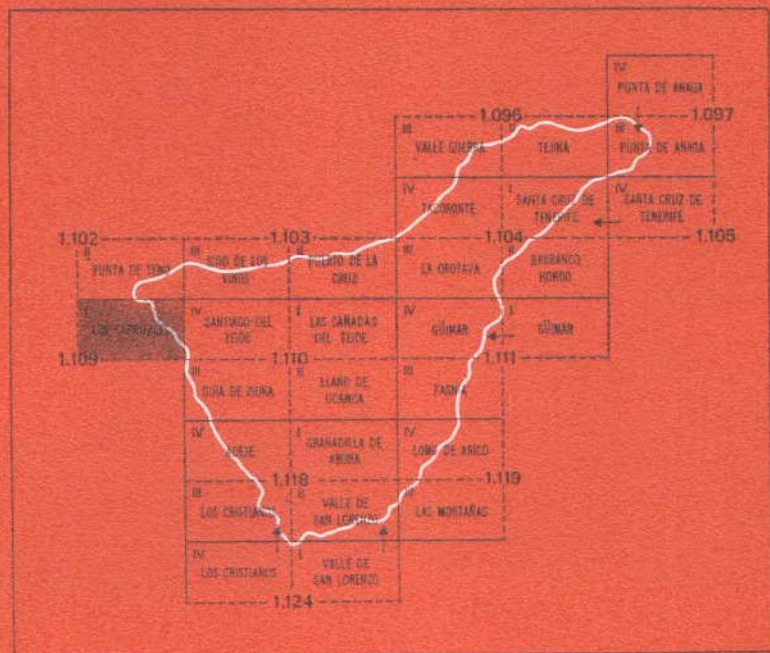 IV
PUNTA DE ANAGA
1.096
1.097
III
VALLE GUERRA
II
TEJINA
III
PUNTA DE ANAGA
IV
TACORONTE
I
SANTA CRUZ DE
TENERIFE
IV
SANTA CRUZ DE
TENERIFE
1.102
1.103
1.104
1.105
II
PUNTA DE TENO
III
ICOD DE LOS
VINOS
II
PUERTO DE LA
CRUZ
III
LA OROTAVA
II
BARRANCO
HONDO
I
IV
SANTIAGO DEL
TEIDE
I
LAS CAÑADAS
DEL TEIDE
IV
GÜIMAR
I
GÜIMAR
1.109
1.110
1.111
III
GUIA DE ISORA
II
LLANO DE
UCANCA
III
FASNIA
IV
ADEJE
I
GRANADILLA DE
ABONA
IV
LOMO DE ARICO
1.118
1.119
III
LOS CRISTIANOS
II
VALLE DE
SAN LORENZO
III
LAS MONTAÑAS
IV
LOS CRISTIANOS
I
VALLE DE
SAN LORENZO
1.124